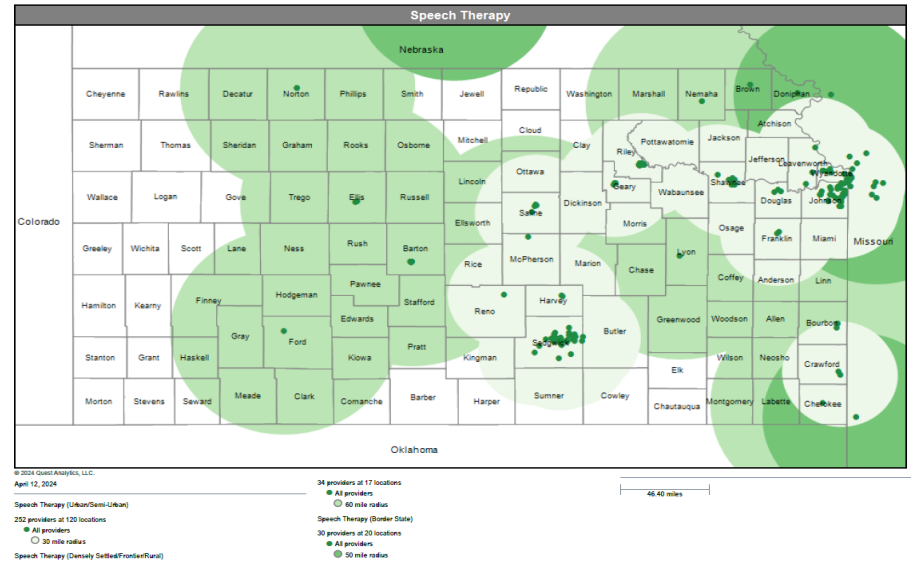 Speech Therapy
Nebraska
Cheyenne Rawlins Decatur Norton Phillips Smith Jewell Republic Washington Marshall Nemaha Brown Doniphan
Atchison
Sherman Thomas Sheridan Graham Rooks Osborne Mitchell Cloud Clay Riley Pottawatomie Jackson Jefferson Leavenworth
Wyandotte
Wallace Logan Gove Trego Ellis Russell Lincoln Ottawa Saline Dickinson Geary Wabaunsee Shawnee Douglas Johnson
Colorado
Ellsworth Morris Osage
Greeley Wichita Scott Lane Ness Rush Barton Rice McPherson Marion Chase Lyon Franklin Miami Missouri
Coffey Anderson Linn
Hamilton Kearny Finney Hodgeman Pawnee Stafford Reno Harvey
Gray Ford Edwards Sedgwick Butler Greenwood Woodson Allen Bourbon
Stanton Grant Haskell Kiowa Pratt Kingman Elk Wilson Neosho Crawford
Morton Stevens Seward Meade Clark Comanche Barber Harper Sumner Cowley Chautauqua Montgomery Labette Cherokee
Oklahoma
© 2024 Quest Analytics, LLC.
April 12, 2024
Speech Therapy (Urban/Semi-Urban)
252 providers at 120 locations
All providers
30 mile radius
Speech Therapy (Densely Settled/Frontier/Rural)
34 providers at 17 locations
All providers
60 mile radius
Speech Therapy (Border State)
30 providers at 20 locations
All providers
50 mile radius
46.40 miles